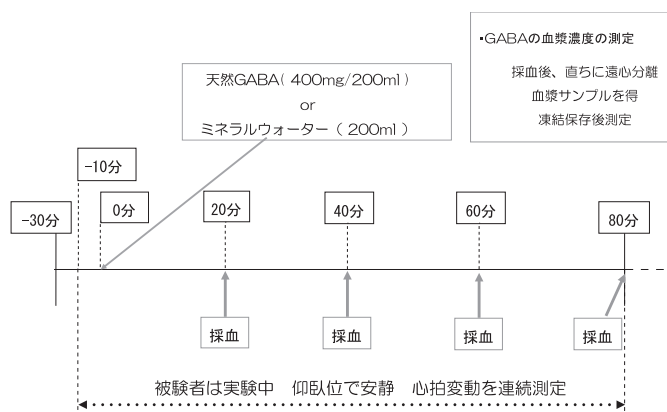 ・GABAの血漿濃度の測定
採血後、直ちに遠心分離
血漿サンプルを得
凍結保存後測定
天然GABA( 400mg/200ml )
or
ミネラルウォーター ( 200ml )
-10分
-30分
0分
20分
40分
60分
80分
採血
採血
採血
採血
被験者は実験中 仰臥位で安静 心拍変動を連続測定